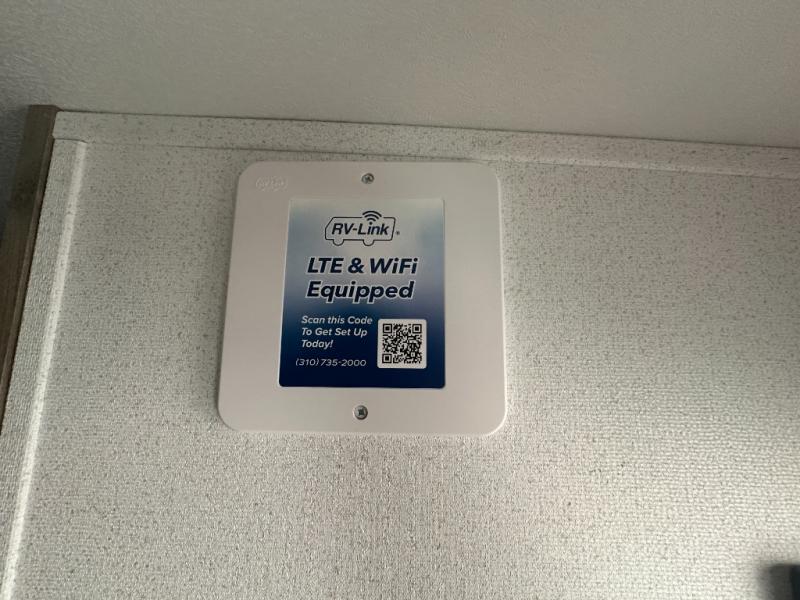 RV-Link®
LTE & WiFi
Equipped
Scan this Code
To Get Set Up
Today!
(310) 735-2000